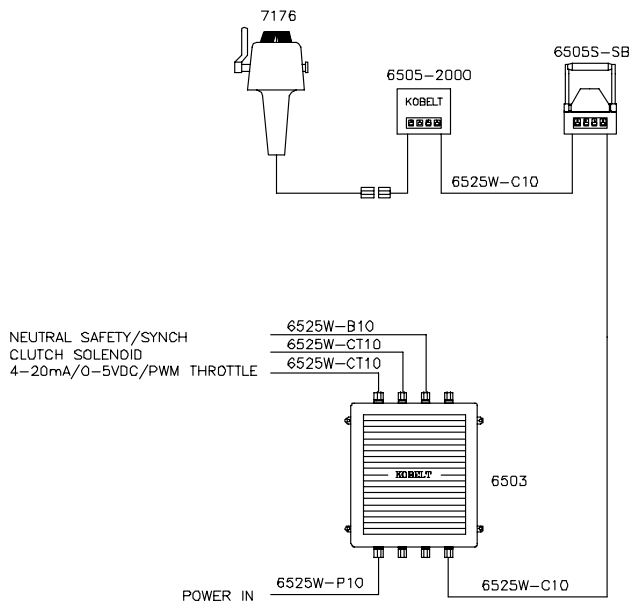 7176
6505S-SB
6505-2000
KOBELT
6525W-C10
6525W-B10
NEUTRAL SAFETY/SYNCH
6525W-CT10
CLUTCH SOLENOID
6525W-CT10
4-20mA/0-5VDC/PWM THROTTLE
KOBELT
6503
6525W-P10
6525W-C10
POWER IN